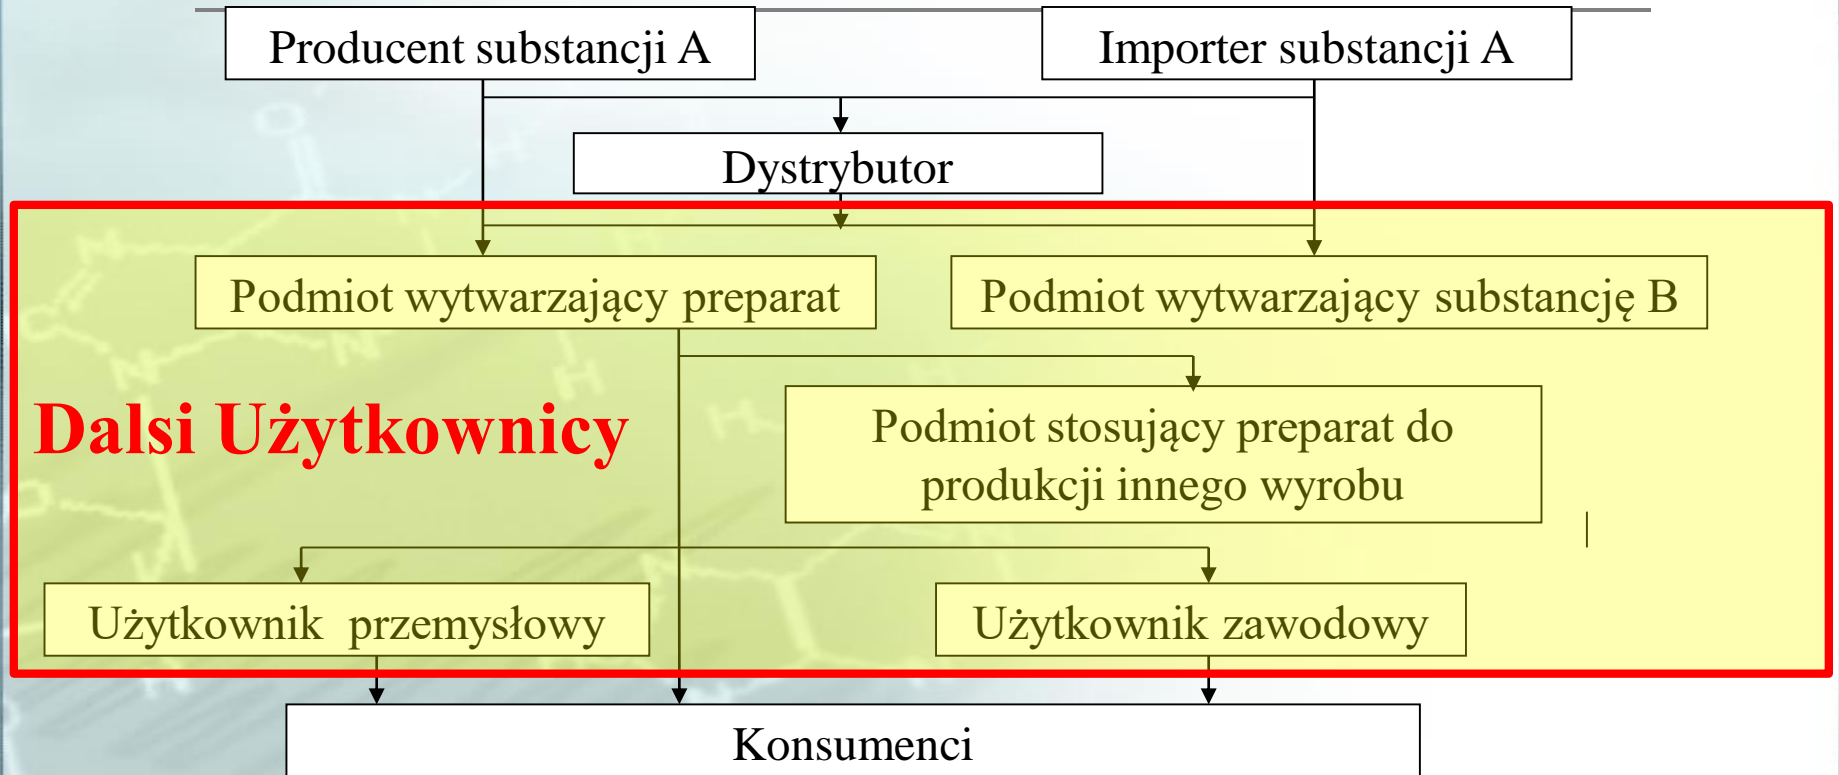 Producent substancji A
Importer substancji A
Dystrybutor
Podmiot wytwarzający preparat
Podmiot wytwarzający substancję B
Dalsi Użytkownicy
Podmiot stosujący preparat do
produkcji innego wyrobu
Użytkownik przemysłowy
Użytkownik zawodowy
Konsumenci